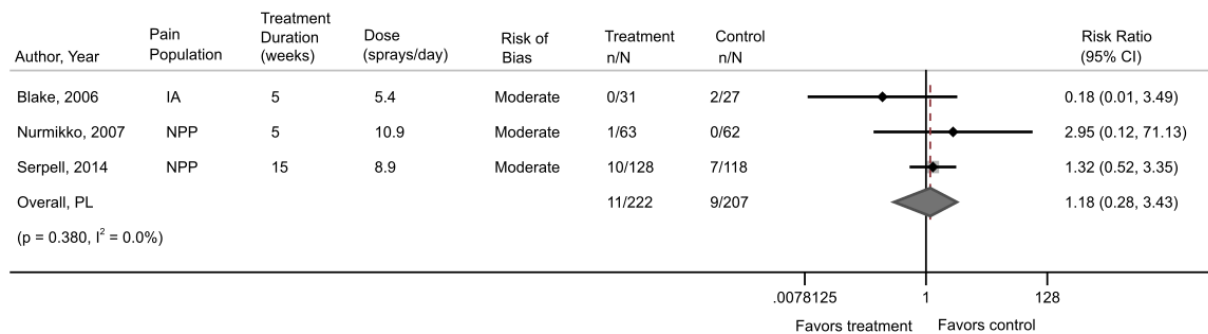 Author, Year Pain Population Treatment Duration (weeks) Dose (sprays/day) Risk of Bias Treatment n/N Control n/N Risk Ratio (95% CI)
Blake, 2006 IA 5 5.4 Moderate 0/31 2/27 0.18 (0.01, 3.49)
Nurmikko, 2007 NPP 5 10.9 Moderate 1/63 0/62 2.95 (0.12, 71.13)
Serpell, 2014 NPP 15 8.9 Moderate 10/128 7/118 1.32 (0.52, 3.35)
Overall, PL 11/222 9/207 1.18 (0.28, 3.43)
(p = 0.380, I² = 0.0%)
.0078125 1 128
Favors treatment Favors control